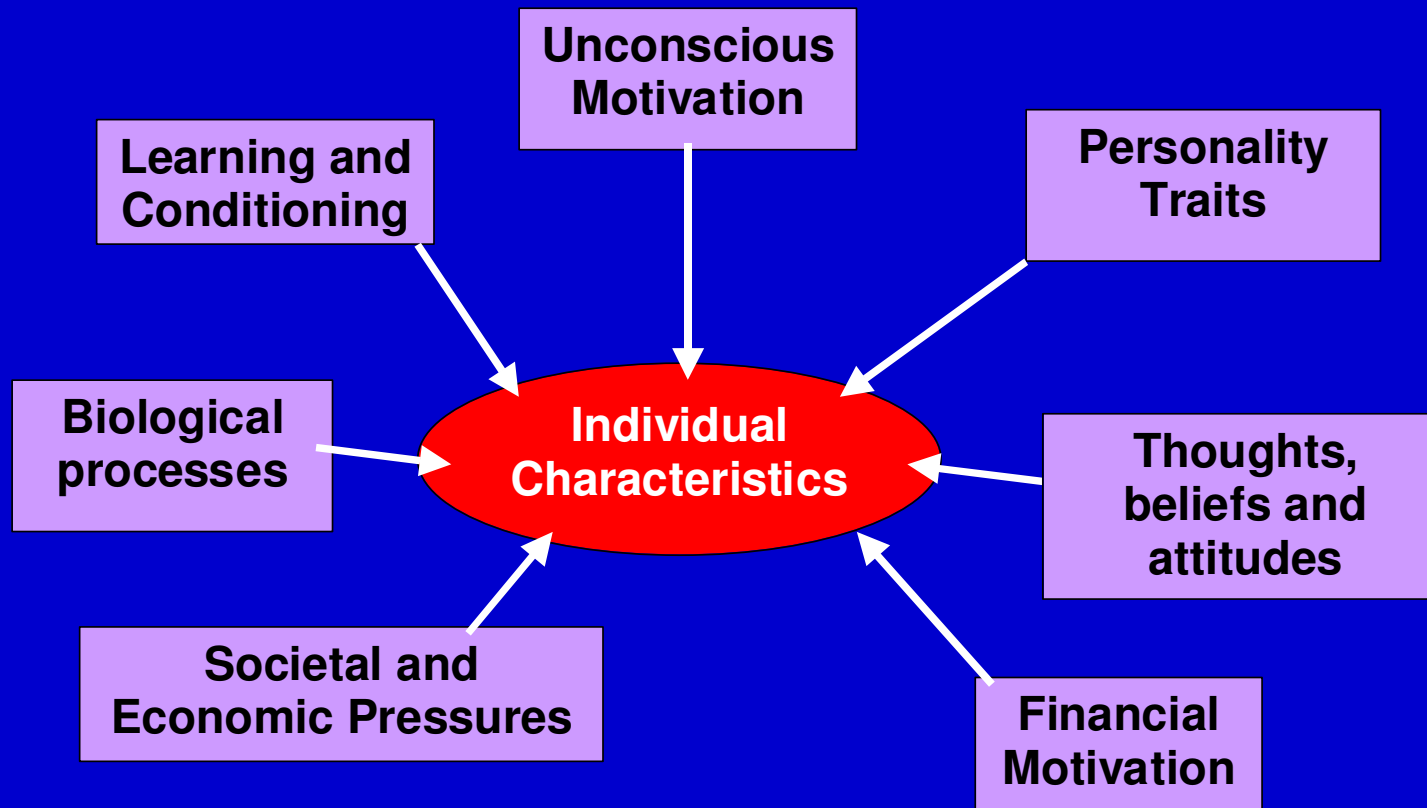 Unconscious
Motivation
Learning and
Conditioning
Personality
Traits
Biological
processes
Individual
Characteristics
Thoughts,
beliefs and
attitudes
Societal and
Economic Pressures
Financial
Motivation